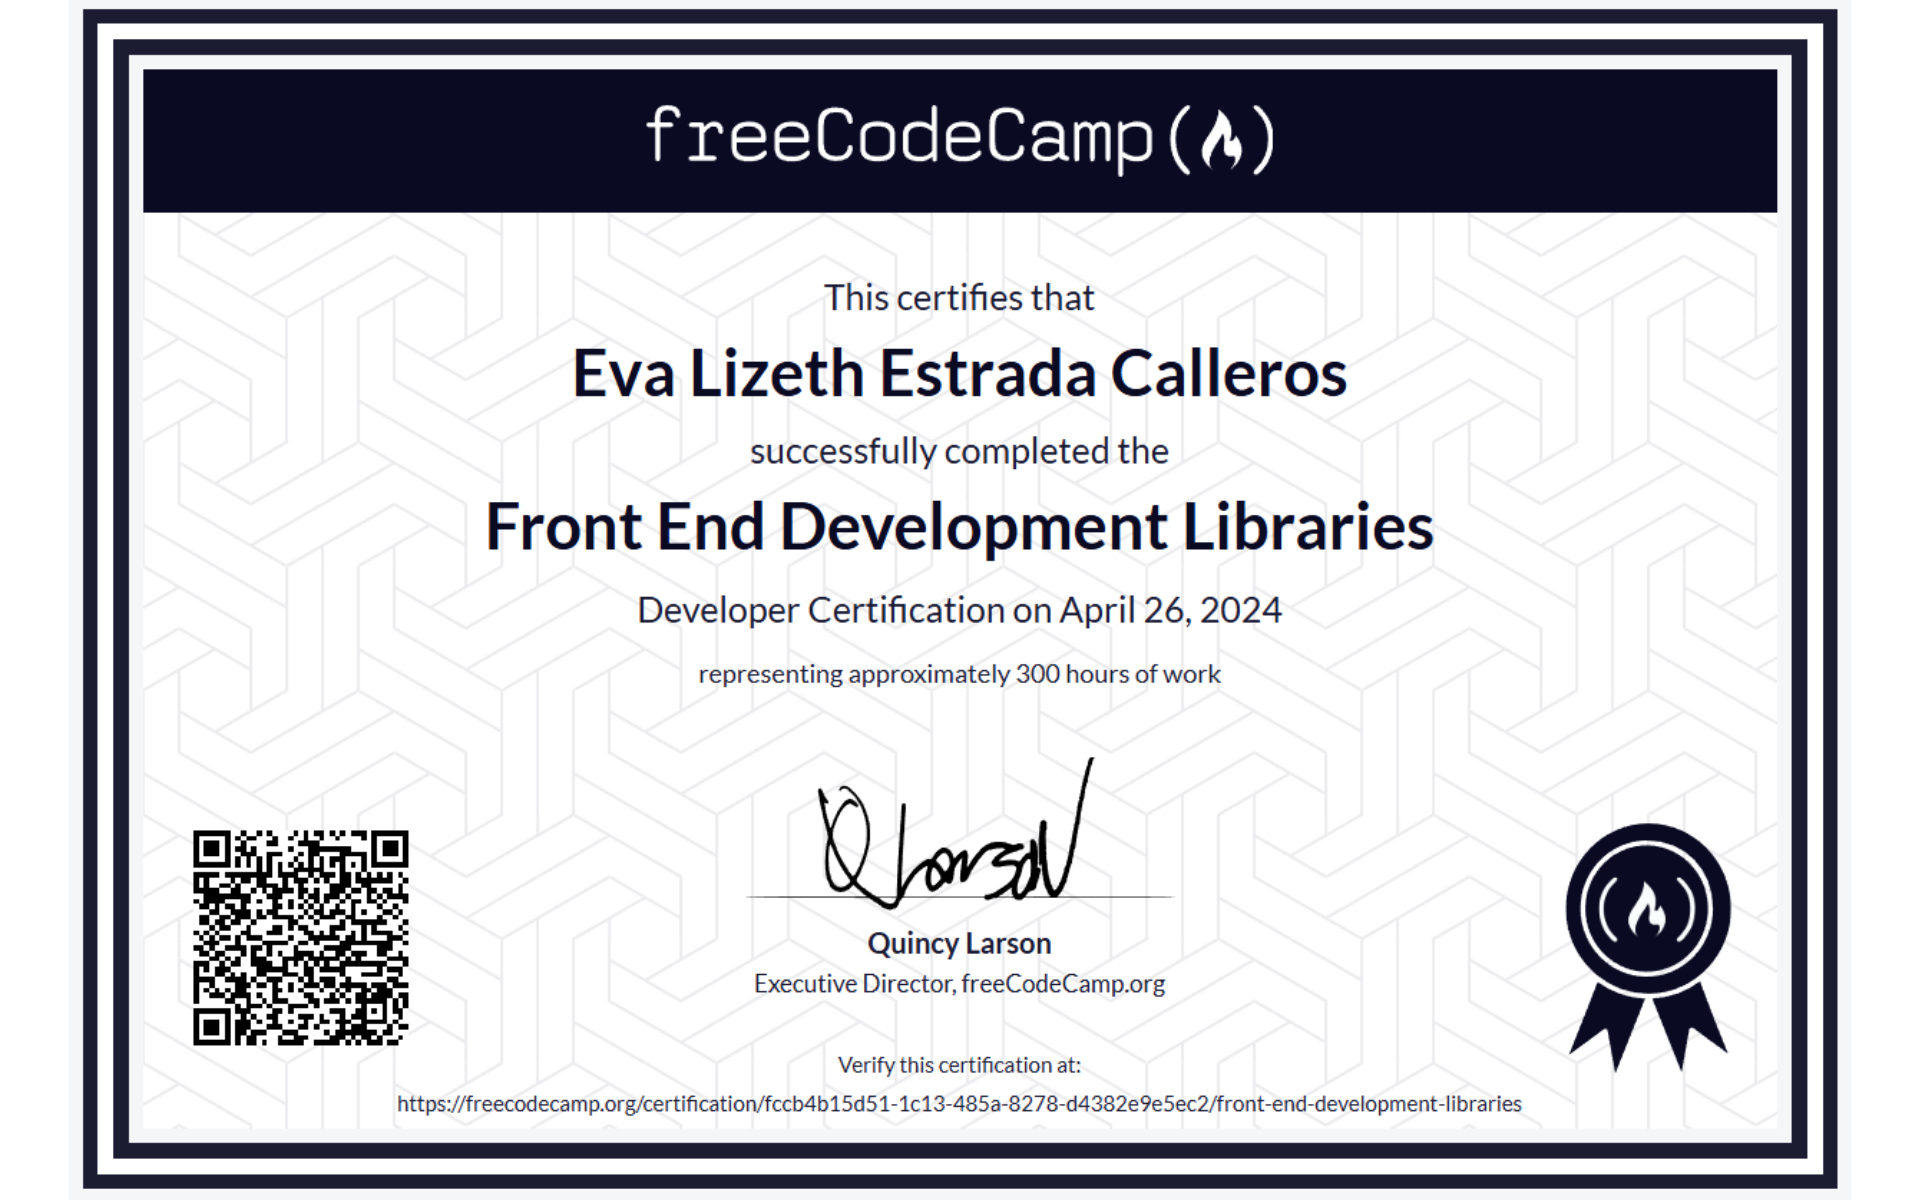 freeCodeCamp(🔥)
This certifies that
Eva Lizeth Estrada Calleros
successfully completed the
Front End Development Libraries
Developer Certification on April 26, 2024
representing approximately 300 hours of work
Q Larson
Quincy Larson
Executive Director, freeCodeCamp.org
Verify this certification at:
https://freecodecamp.org/certification/fccb4b15d51-1c13-485a-8278-d4382e9e5ec2/front-end-development-libraries